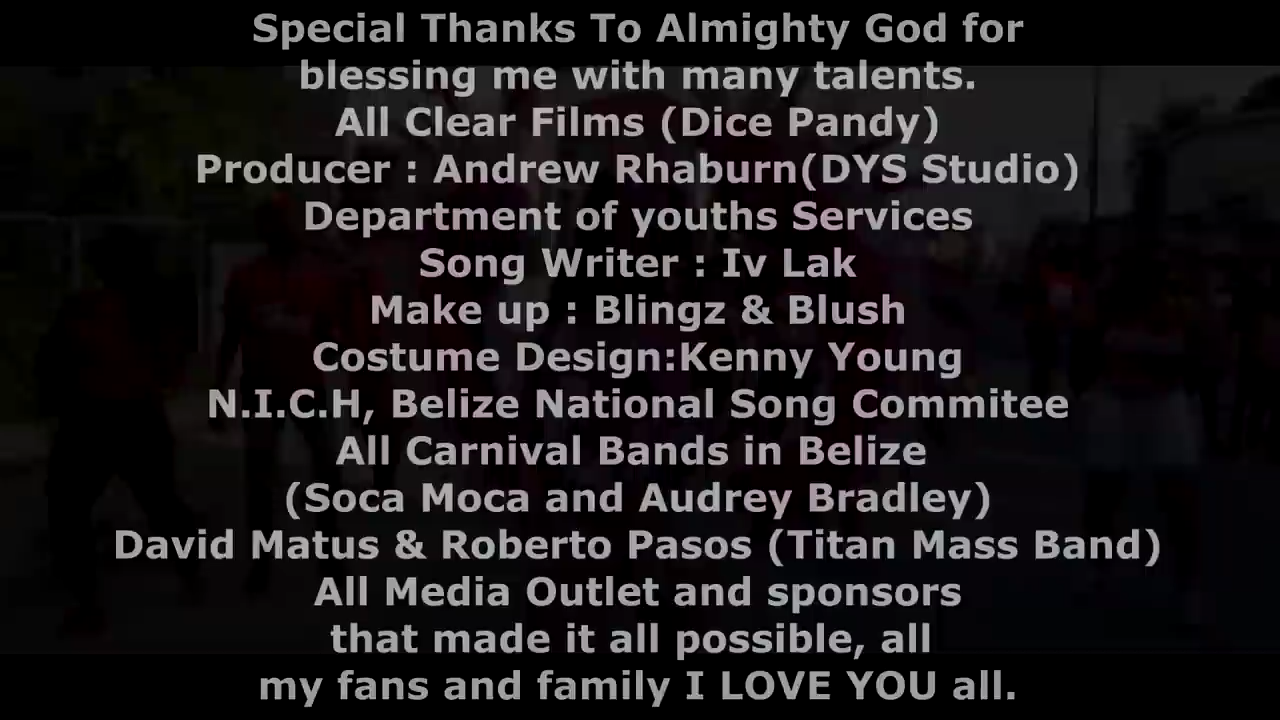 Special Thanks To Almighty God for
blessing me with many talents.
All Clear Films (Dice Pandy)
Producer : Andrew Rhaburn(DYS Studio)
Department of youths Services
Song Writer : Iv Lak
Make up : Blingz & Blush
Costume Design:Kenny Young
N.I.C.H, Belize National Song Commitee
All Carnival Bands in Belize
(Soca Moca and Audrey Bradley)
David Matus & Roberto Pasos (Titan Mass Band)
All Media Outlet and sponsors
that made it all possible, all
my fans and family I LOVE YOU all.